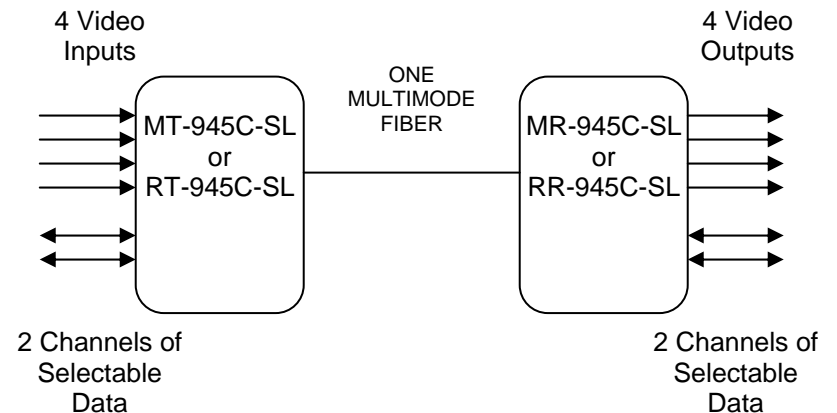 4 Video
Inputs
4 Video
Outputs
ONE
MULTIMODE
FIBER
MT-945C-SL
or
RT-945C-SL
MR-945C-SL
or
RR-945C-SL
2 Channels of
Selectable
Data
2 Channels of
Selectable
Data